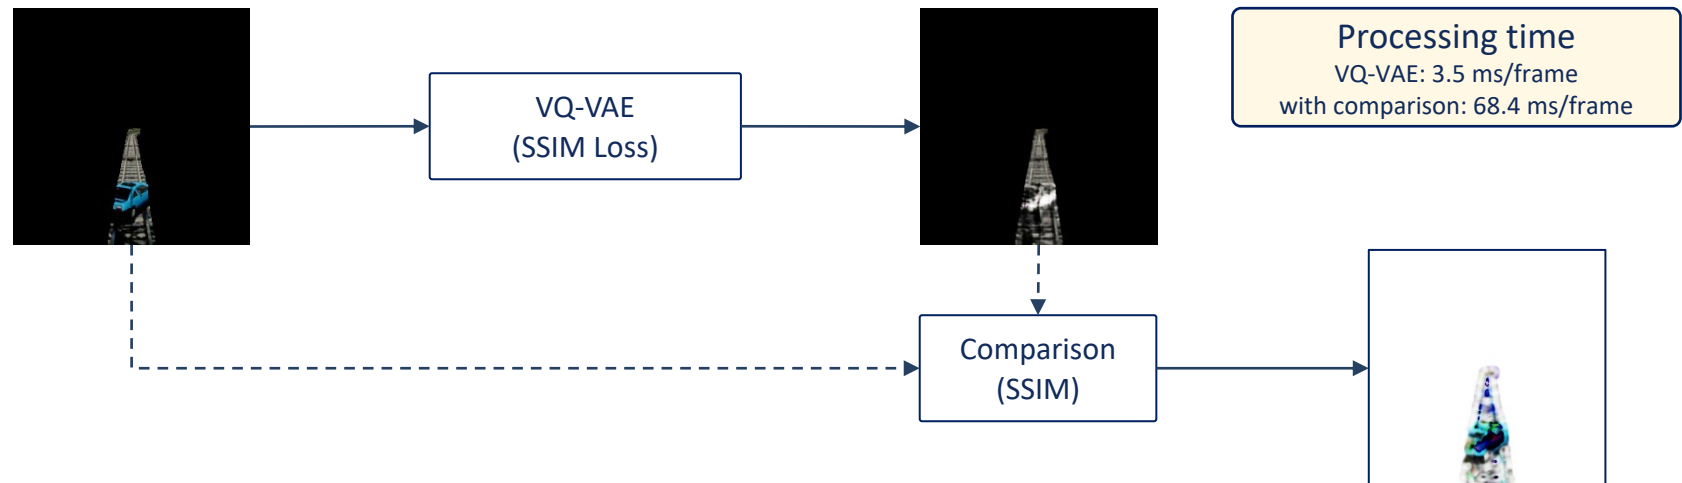 VQ-VAE
(SSIM Loss)
Processing time
VQ-VAE: 3.5 ms/frame
with comparison: 68.4 ms/frame
Comparison
(SSIM)